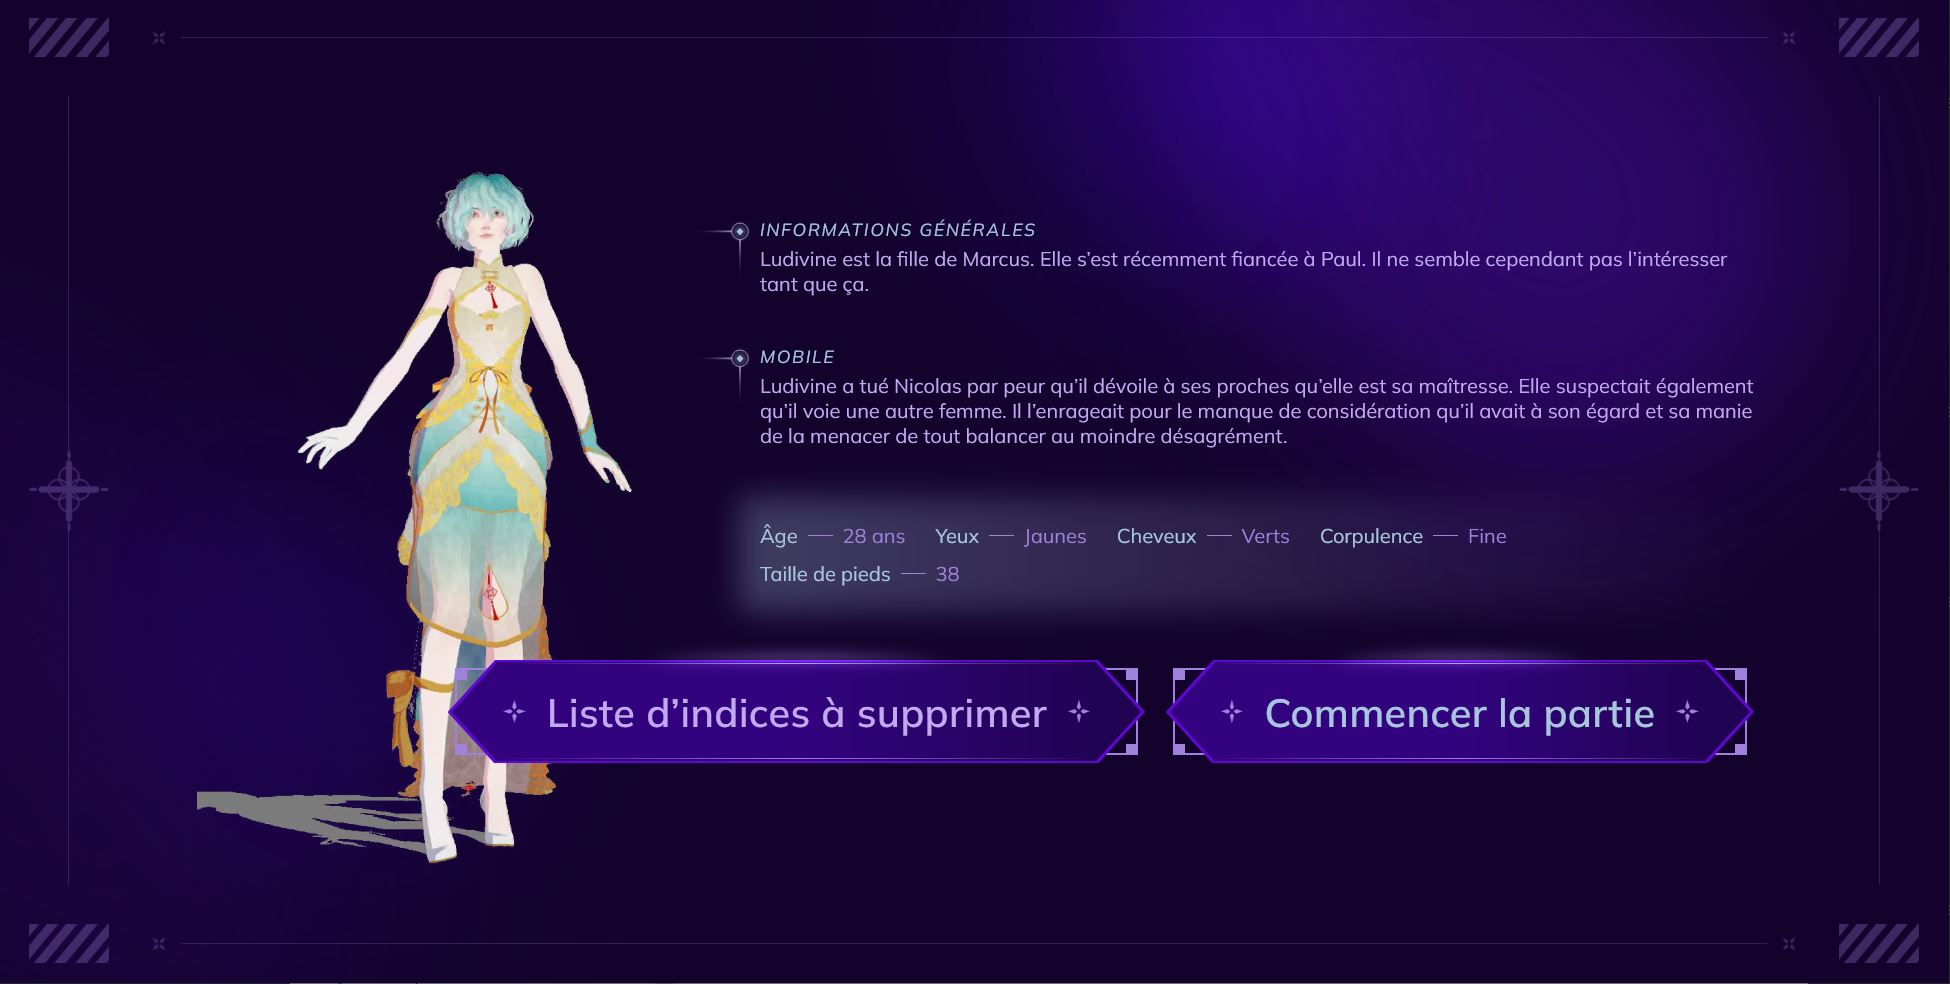 INFORMATIONS GÉNÉRALES
Ludivine est la fille de Marcus. Elle s’est récemment fiancée à Paul. Il ne semble cependant pas l’intéresser
tant que ça.
MOBILE
Ludivine a tué Nicolas par peur qu’il dévoile à ses proches qu’elle est sa maîtresse. Elle suspectait également
qu’il voie une autre femme. Il l’enrageait pour le manque de considération qu’il avait à son égard et sa manie
de la menacer de tout balancer au moindre désagrément.
Âge — 28 ans Yeux — Jaunes Cheveux — Verts Corpulence — Fine
Taille de pieds — 38
Liste d’indices à supprimer
Commencer la partie